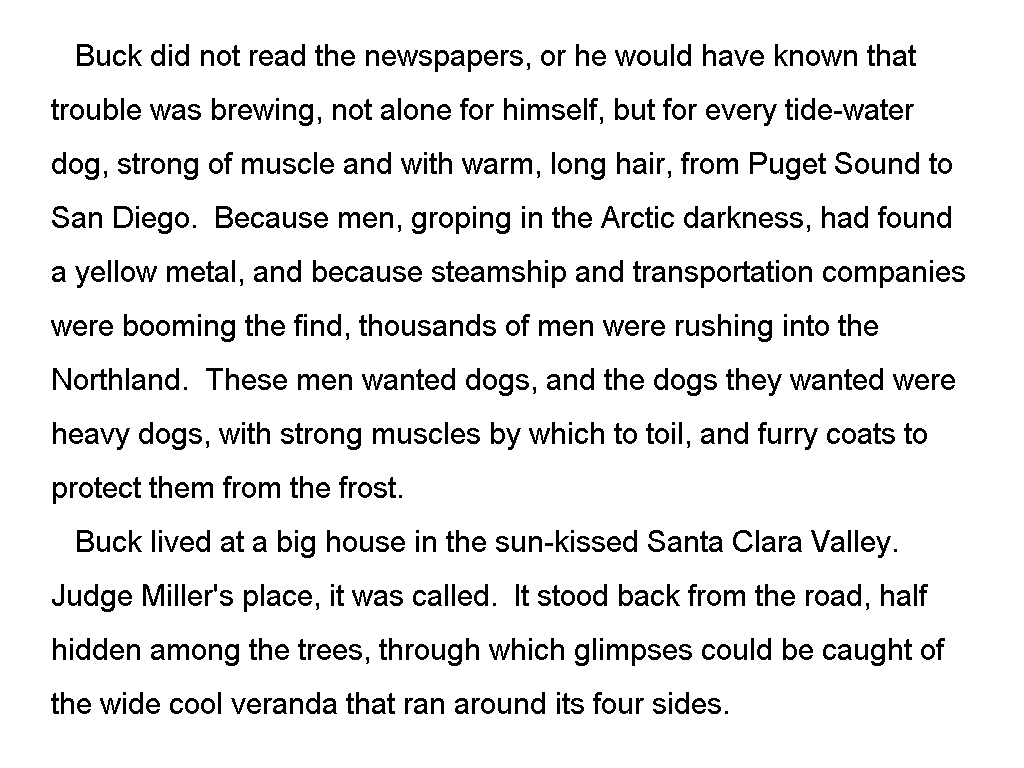 Buck did not read the newspapers, or he would have known that
trouble was brewing, not alone for himself, but for every tide-water
dog, strong of muscle and with warm, long hair, from Puget Sound to
San Diego.  Because men, groping in the Arctic darkness, had found
a yellow metal, and because steamship and transportation companies
were booming the find, thousands of men were rushing into the
Northland.  These men wanted dogs, and the dogs they wanted were
heavy dogs, with strong muscles by which to toil, and furry coats to
protect them from the frost.
Buck lived at a big house in the sun-kissed Santa Clara Valley.
Judge Miller's place, it was called.  It stood back from the road, half
hidden among the trees, through which glimpses could be caught of
the wide cool veranda that ran around its four sides.